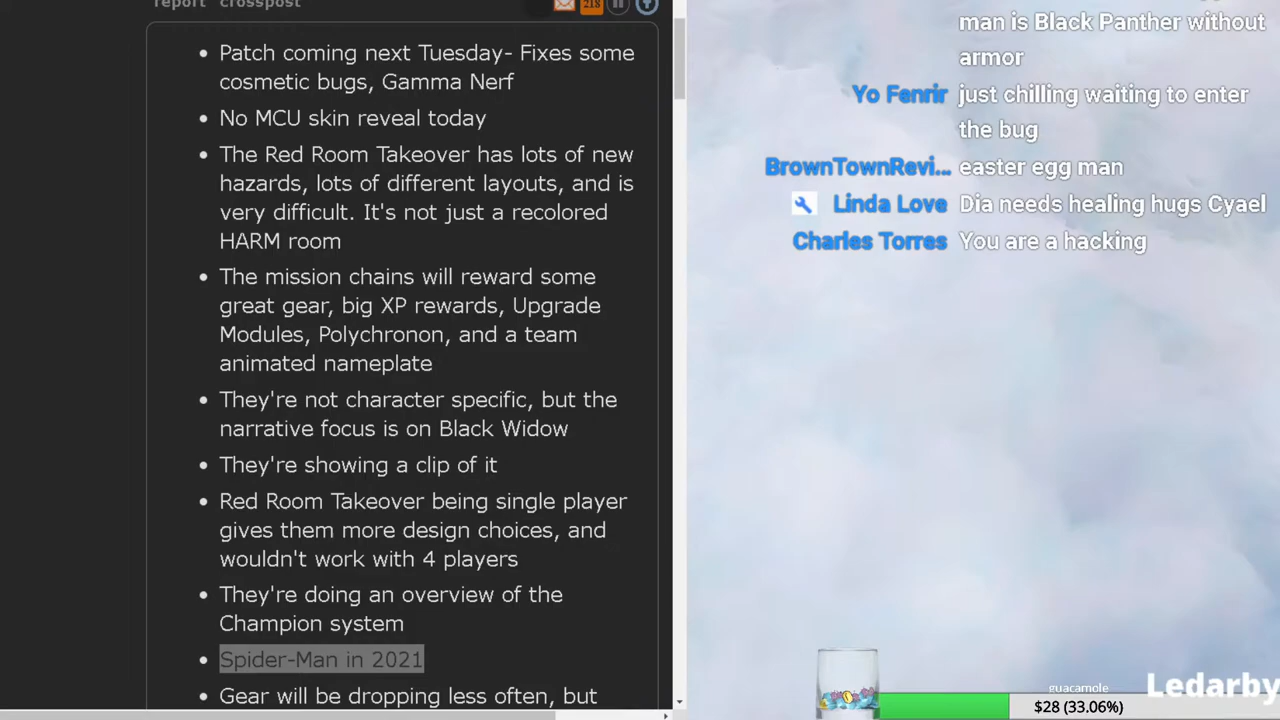 report crosspost
218
Patch coming next Tuesday- Fixes some
cosmetic bugs, Gamma Nerf
No MCU skin reveal today
The Red Room Takeover has lots of new
hazards, lots of different layouts, and is
very difficult. It's not just a recolored
HARM room
The mission chains will reward some
great gear, big XP rewards, Upgrade
Modules, Polychronon, and a team
animated nameplate
They're not character specific, but the
narrative focus is on Black Widow
They're showing a clip of it
Red Room Takeover being single player
gives them more design choices, and
wouldn't work with 4 players
They're doing an overview of the
Champion system
Spider-Man in 2021
Gear will be dropping less often, but
man is Black Panther without
armor
Yo Fenrir just chilling waiting to enter
the bug
BrownTownRevi... easter egg man
Linda Love Dia needs healing hugs Cyael
Charles Torres You are a hacking
guacamole
$28 (33.06%)
Ledarby